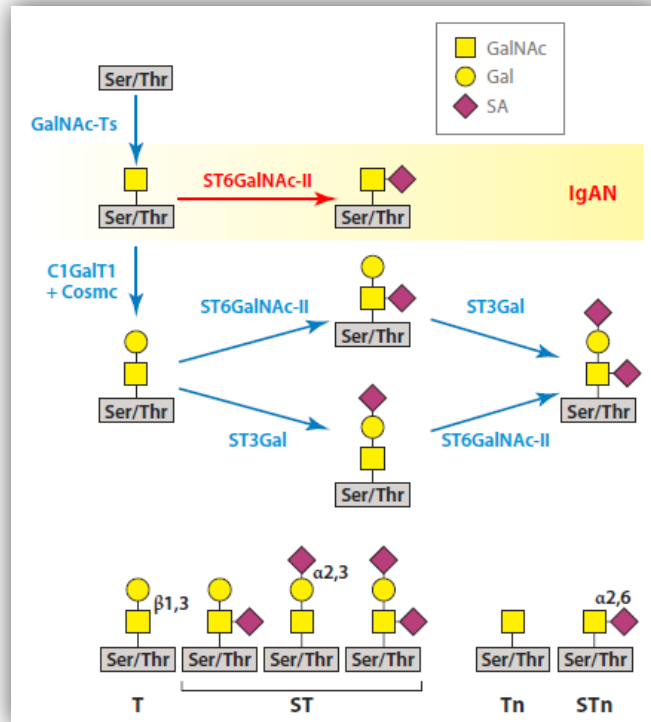 GalNAc
Gal
SA
Ser/Thr
GalNAc-Ts
ST6GalNAc-II
IgAN
Ser/Thr
Ser/Thr
C1GalT1
+ Cosmc
ST6GalNAc-II
ST3Gal
Ser/Thr
Ser/Thr
Ser/Thr
ST3Gal
ST6GalNAc-II
Ser/Thr
α2,3
α2,6
β1,3
Ser/Thr
Ser/Thr
Ser/Thr
Ser/Thr
Ser/Thr
Ser/Thr
T
ST
Tn
STn